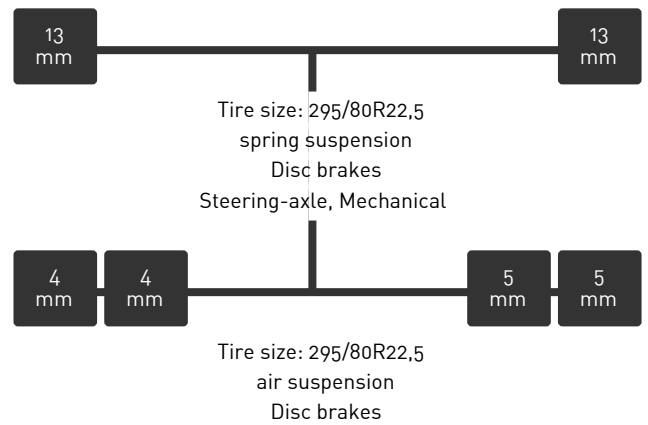 13
mm
13
mm
Tire size: 295/80R22,5
spring suspension
Disc brakes
Steering-axle, Mechanical
4
mm
4
mm
5
mm
5
mm
Tire size: 295/80R22,5
air suspension
Disc brakes